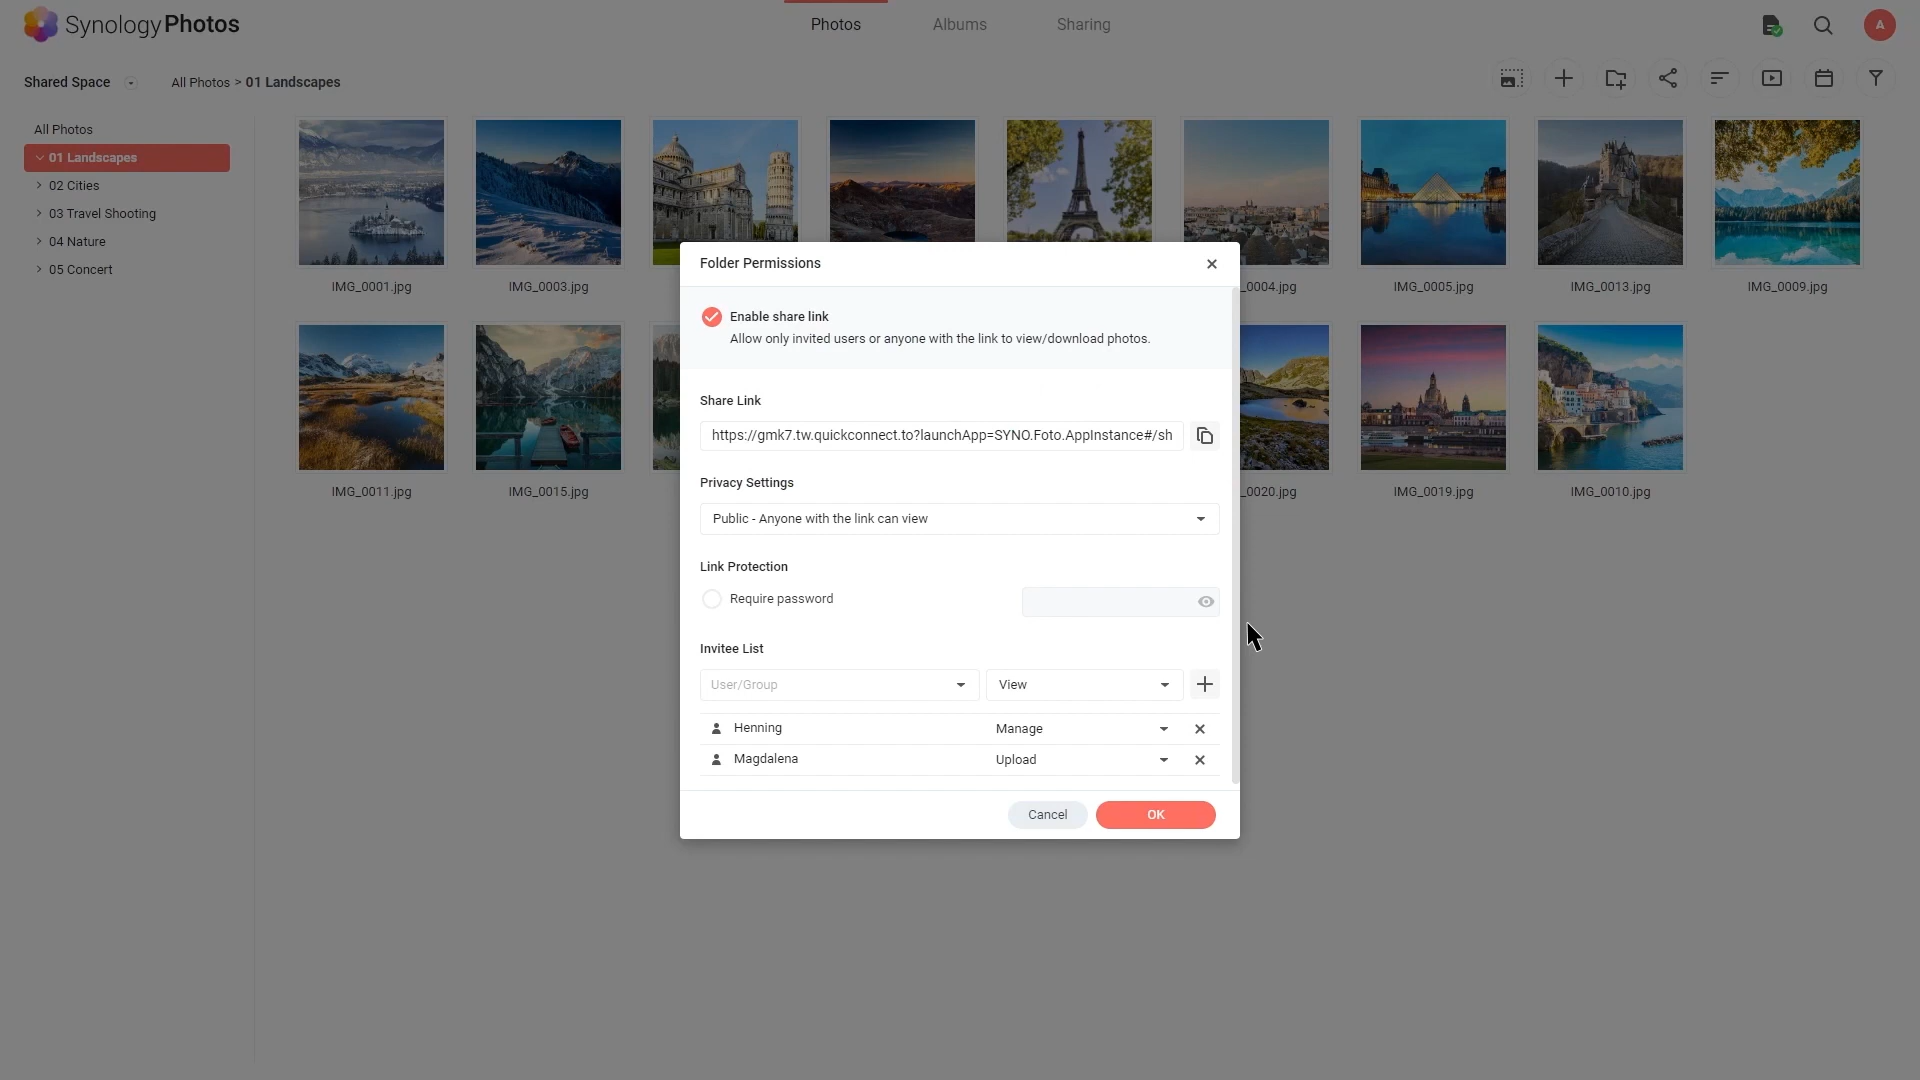 Synology Photos
Photos
Albums
Sharing
A
Shared Space
All Photos > 01 Landscapes
All Photos
01 Landscapes
02 Cities
03 Travel Shooting
04 Nature
05 Concert
IMG_0001.jpg
IMG_0003.jpg
_0004.jpg
IMG_0005.jpg
IMG_0013.jpg
IMG_0009.jpg
IMG_0011.jpg
IMG_0015.jpg
_0020.jpg
IMG_0019.jpg
IMG_0010.jpg
Folder Permissions
Enable share link
Allow only invited users or anyone with the link to view/download photos.
Share Link
https://gmk7.tw.quickconnect.to?launchApp=SYNO.Foto.AppInstance#/sh
Privacy Settings
Public - Anyone with the link can view
Link Protection
Require password
Invitee List
User/Group
View
Henning
Manage
Magdalena
Upload
Cancel
OK